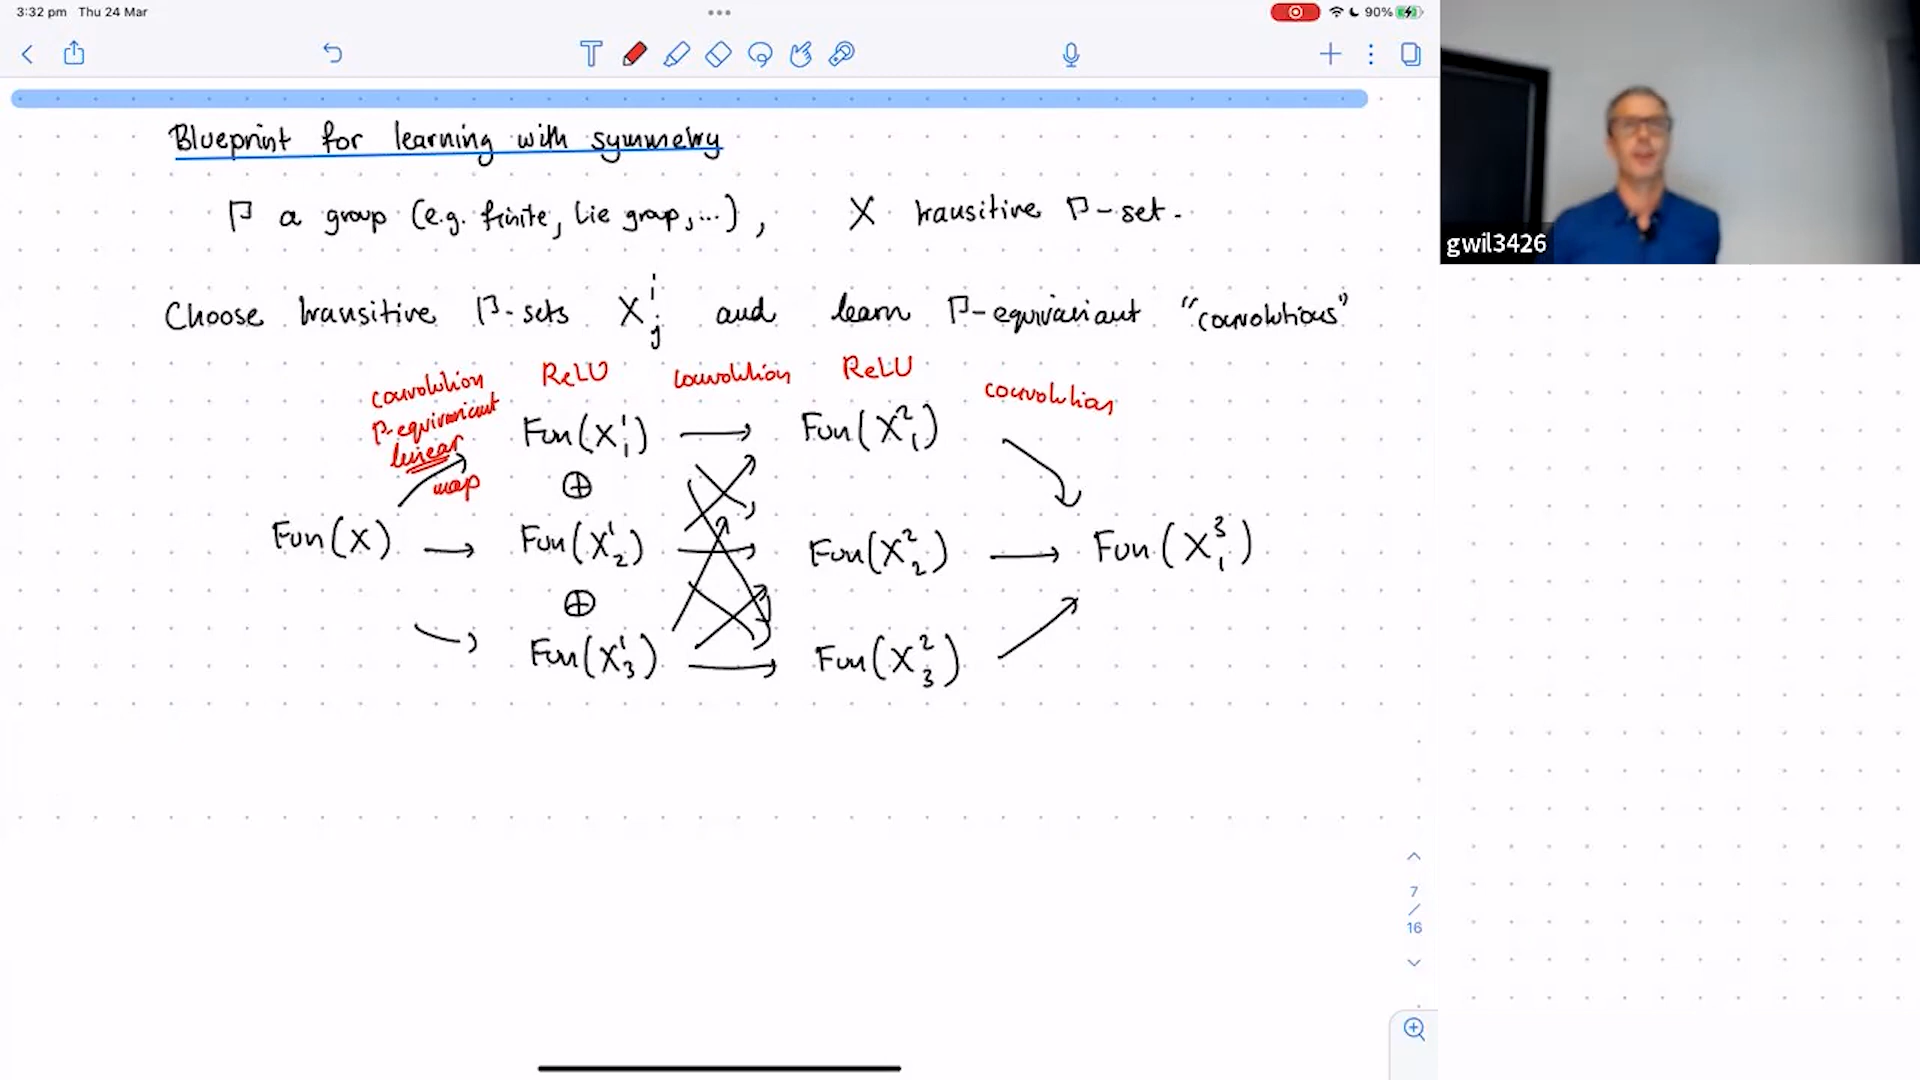 3:32 pm Thu 24 Mar
90%
Blueprint for learning with symmetry
Γ a group (e.g. finite, Lie group, ...), X transitive Γ-set.
Choose transitive Γ-sets X^i_j and learn Γ-equivariant "convolutions"
convolution ReLU convolution ReLU convolution
Γ-equivariant
linear
map
Fun(X^1_1) → Fun(X^2_1)
⊕
Fun(X) → Fun(X^1_2) → Fun(X^2_2) → Fun(X^3_1)
⊕
Fun(X^1_3) → Fun(X^2_3)
gwil3426
7
/
16